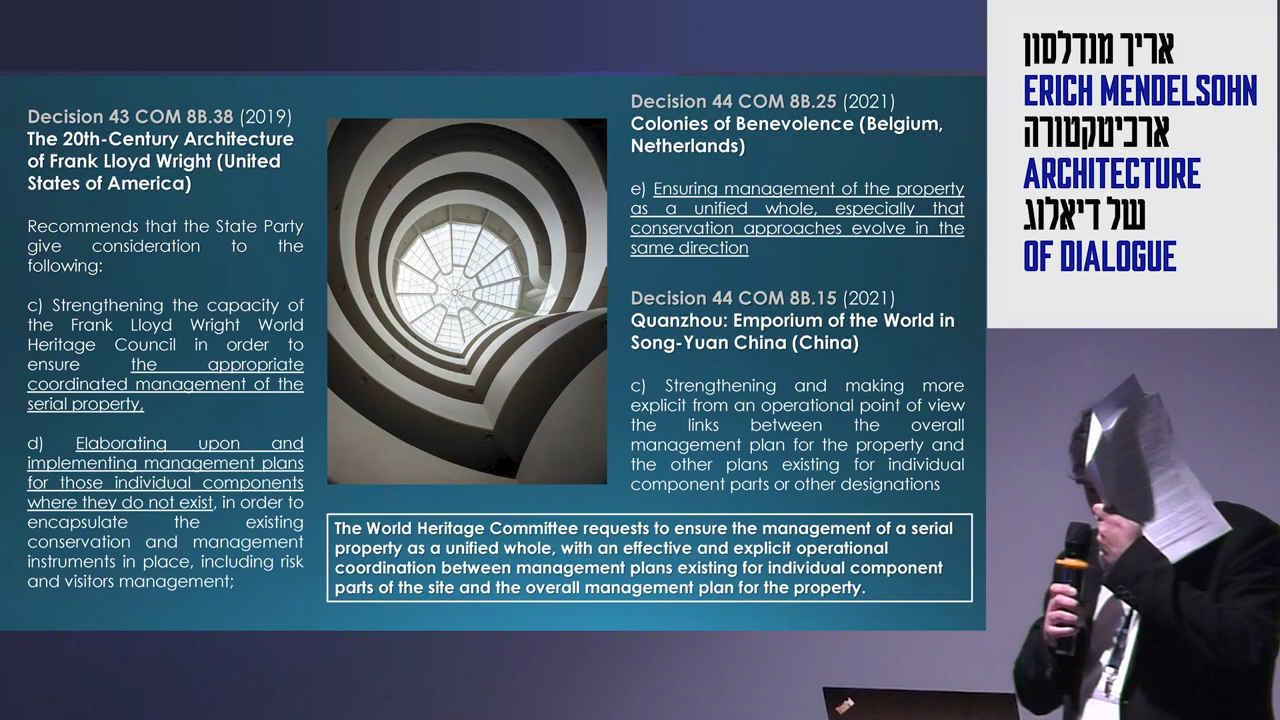 Decision 43 COM 8B.38 (2019)
The 20th-Century Architecture
of Frank Lloyd Wright (United
States of America)
Recommends that the State Party
give consideration to the
following:
c) Strengthening the capacity of
the Frank Lloyd Wright World
Heritage Council in order to
ensure the appropriate
coordinated management of the
serial property,
d) Elaborating upon and
implementing management plans
for those individual components
where they do not exist, in order to
encapsulate the existing
conservation and management
instruments in place, including risk
and visitors management;
Decision 44 COM 8B.25 (2021)
Colonies of Benevolence (Belgium,
Netherlands)
e) Ensuring management of the property
as a unified whole, especially that
conservation approaches evolve in the
same direction
Decision 44 COM 8B.15 (2021)
Quanzhou: Emporium of the World in
Song-Yuan China (China)
c) Strengthening and making more
explicit from an operational point of view
the links between the overall
management plan for the property and
the other plans existing for individual
component parts or other designations
The World Heritage Committee requests to ensure the management of a serial
property as a unified whole, with an effective and explicit operational
coordination between management plans existing for individual component
parts of the site and the overall management plan for the property.
אריך מנדלסון
ERICH MENDELSOHN
ארכיטקטורה
ARCHITECTURE
של דיאלוג
OF DIALOGUE